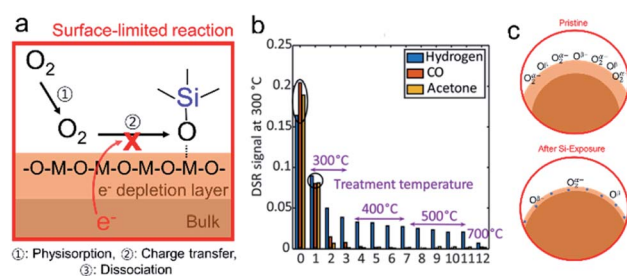 a
Surface-limited reaction
O₂
①
O₂
②
X
Si
O
-O-M-O-M-O-M-O-M-O-
e⁻ depletion layer
e⁻
Bulk
①: Physisorption, ②: Charge transfer,
③: Dissociation
b
DSR signal at 300 °C
0.25
0.2
0.15
0.1
0.05
0
Hydrogen
CO
Acetone
300°C
Treatment temperature
400°C
500°C
700°C
0 1 2 3 4 5 6 7 8 9 10 11 12
c
Pristine
After Si-Exposure